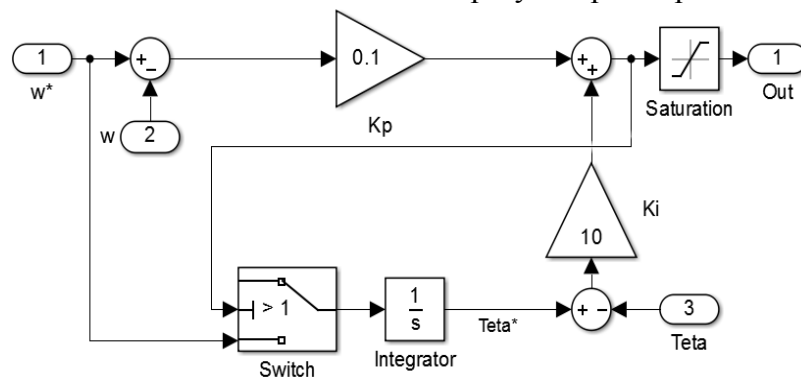 1
w*
+
−
w
2
0.1
Kp
+
+
Saturation
1
Out
Ki
10
> 1
Switch
1
s
Integrator
Teta*
+
−
3
Teta